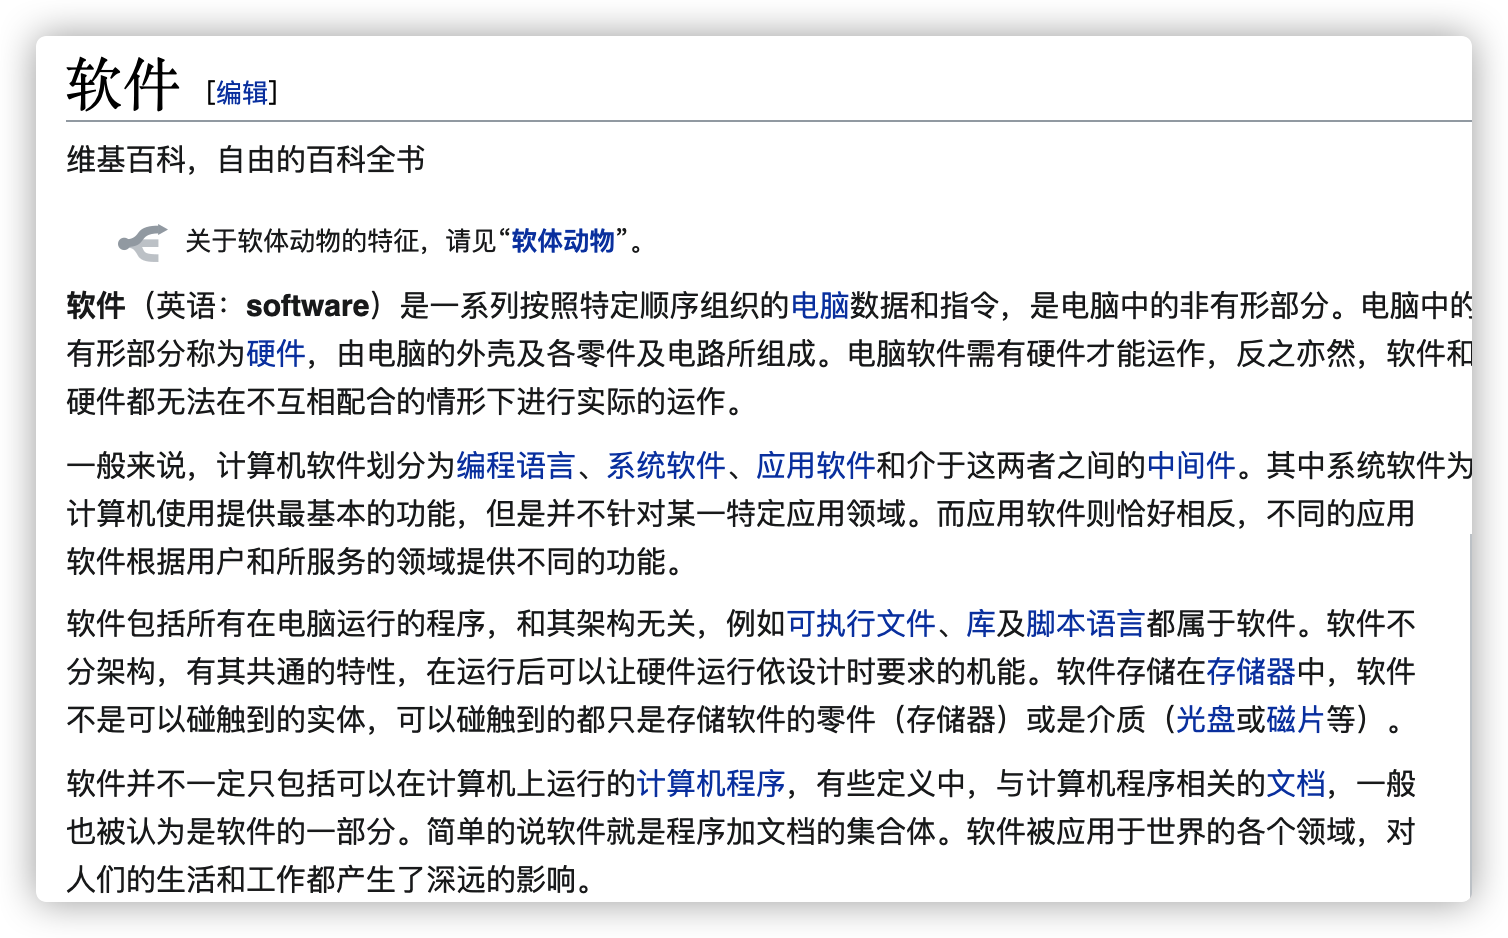 软件 [编辑]
维基百科，自由的百科全书
关于软体动物的特征，请见“软体动物”。
软件（英语：software）是一系列按照特定顺序组织的电脑数据和指令，是电脑中的非有形部分。电脑中的
有形部分称为硬件，由电脑的外壳及各零件及电路所组成。电脑软件需有硬件才能运作，反之亦然，软件和
硬件都无法在不互相配合的情形下进行实际的运作。
一般来说，计算机软件划分为编程语言、系统软件、应用软件和介于这两者之间的中间件。其中系统软件为
计算机使用提供最基本的功能，但是并不针对某一特定应用领域。而应用软件则恰好相反，不同的应用
软件根据用户和所服务的领域提供不同的功能。
软件包括所有在电脑运行的程序，和其架构无关，例如可执行文件、库及脚本语言都属于软件。软件不
分架构，有其共通的特性，在运行后可以让硬件运行依设计时要求的机能。软件存储在存储器中，软件
不是可以碰触到的实体，可以碰触到的都只是存储软件的零件（存储器）或是介质（光盘或磁片等）。
软件并不一定只包括可以在计算机上运行的计算机程序，有些定义中，与计算机程序相关的文档，一般
也被认为是软件的一部分。简单的说软件就是程序加文档的集合体。软件被应用于世界的各个领域，对
人们的生活和工作都产生了深远的影响。